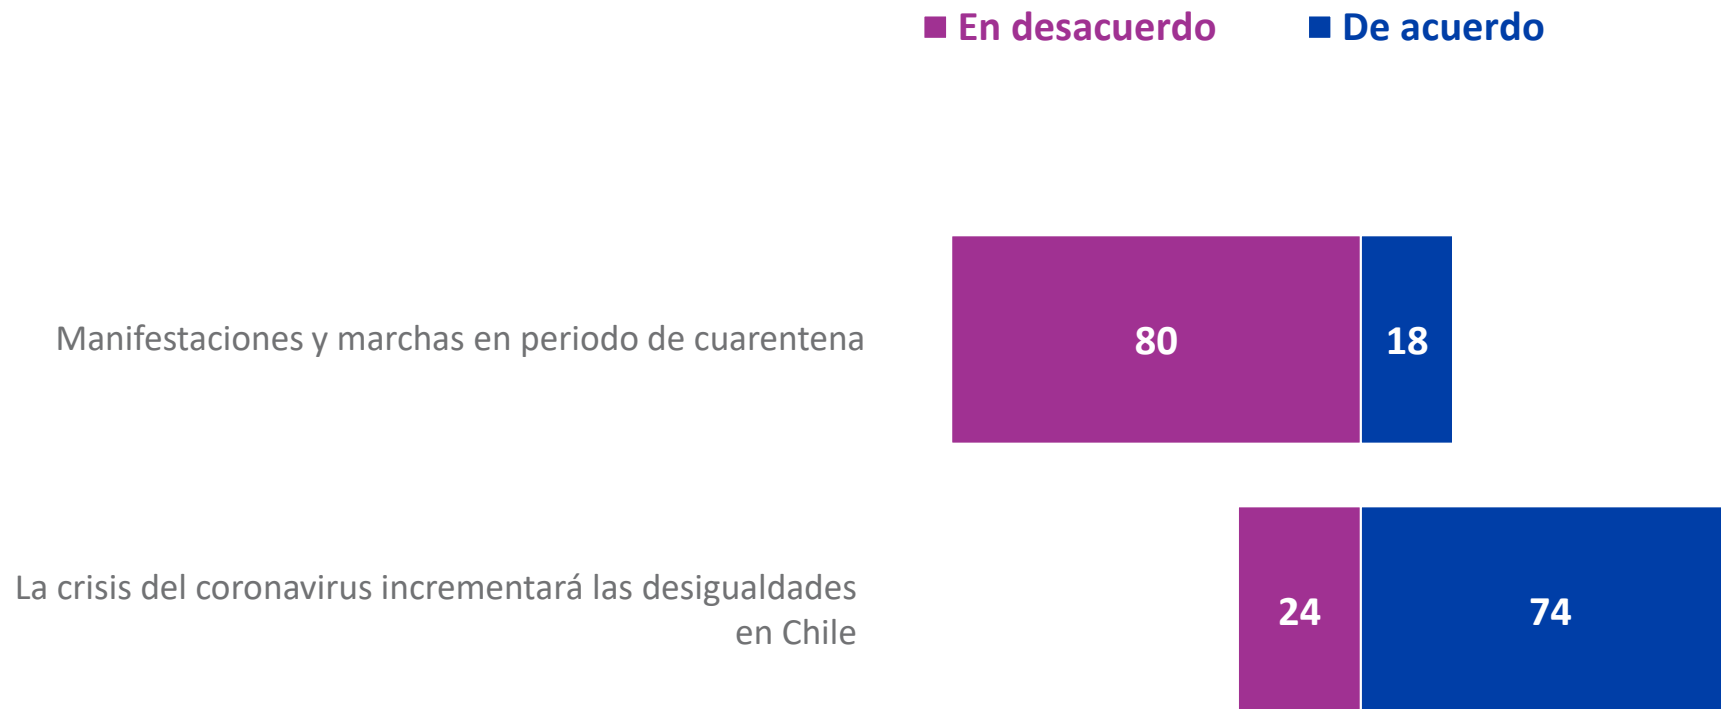 En desacuerdo De acuerdo
Manifestaciones y marchas en periodo de cuarentena 80 18
La crisis del coronavirus incrementará las desigualdades
en Chile
24 74